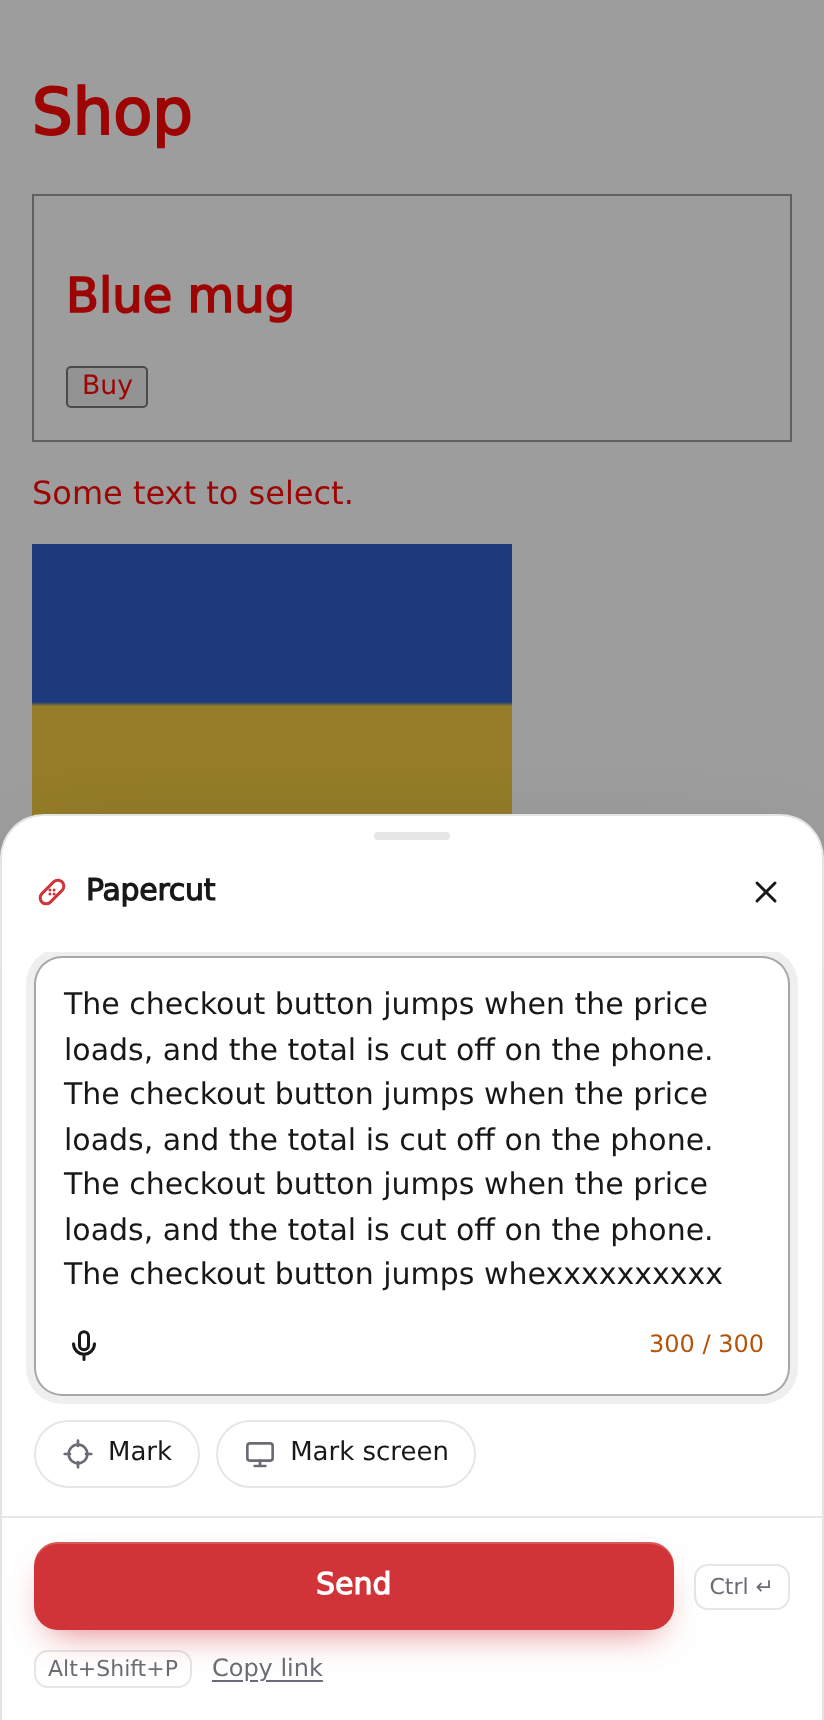 Shop
Blue mug
Buy
Some text to select.
Papercut
The checkout button jumps when the price
loads, and the total is cut off on the phone.
The checkout button jumps when the price
loads, and the total is cut off on the phone.
The checkout button jumps when the price
loads, and the total is cut off on the phone.
The checkout button jumps whexxxxxxxxxx
300 / 300
Mark
Mark screen
Send
Ctrl ↵
Alt+Shift+P
Copy link